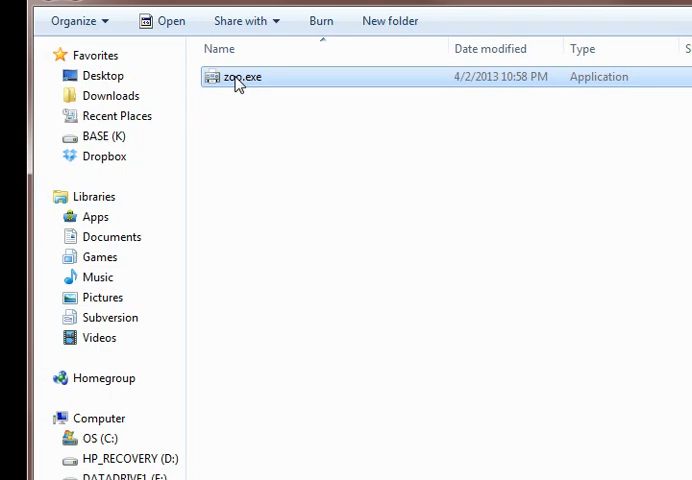 Organize Open Share with Burn New folder
Name Date modified Type S
zoo.exe 4/2/2013 10:58 PM Application
Favorites
Desktop
Downloads
Recent Places
BASE (K)
Dropbox
Libraries
Apps
Documents
Games
Music
Pictures
Subversion
Videos
Homegroup
Computer
OS (C:)
HP_RECOVERY (D:)
DATADRIVE1 (E:)